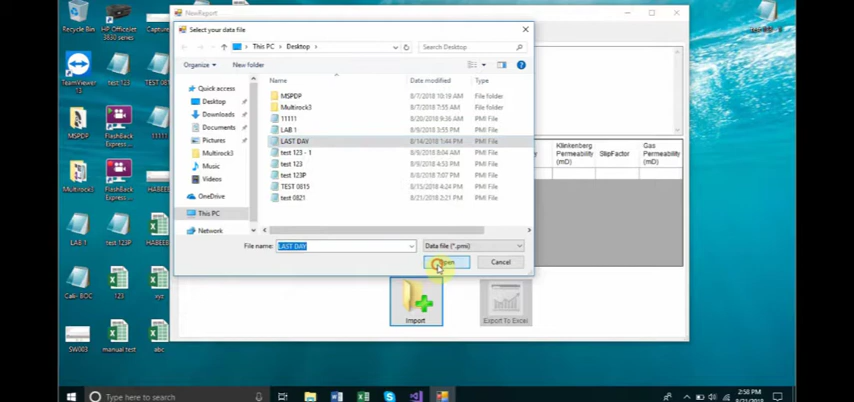 NewReport
Select your data file
This PC
Desktop
Search Desktop
Organize
New folder
Name
Date modified
Type
Quick access
Desktop
Downloads
Documents
Pictures
Multirock3
Music
Videos
OneDrive
This PC
Network
MSPDP 8/7/2018 10:19 AM File folder
Multirock3 8/7/2018 7:55 AM File folder
11111 8/20/2018 9:36 AM PMI File
LAB 1 8/9/2018 3:55 PM PMI File
LAST DAY 8/14/2018 1:44 PM PMI File
test 123 - 1 8/9/2018 8:04 AM PMI File
test 123 8/9/2018 4:53 PM PMI File
test 123P 8/8/2018 7:07 PM PMI File
TEST 0815 8/15/2018 4:24 PM PMI File
test 0821 8/21/2018 2:21 PM PMI File
File name:
LAST DAY
Data file (*.pmi)
Open
Cancel
Klinkenberg
Permeability
(mD)
SlipFactor
Gas
Permeability
(mD)
Import
Export To Excel
Recycle Bin
HP OfficeJet
3830 series
Capture
TeamViewer
13
test 123
TEST 081
MSPDP
FlashBack
Express
11111
Multirock3
FlashBack
Express
HABEE
LAB 1
test 123P
HABEEB
Calib- BOC
123
xyz
SW003
manual test
abc
Type here to search
2:58 PM
8/21/2018